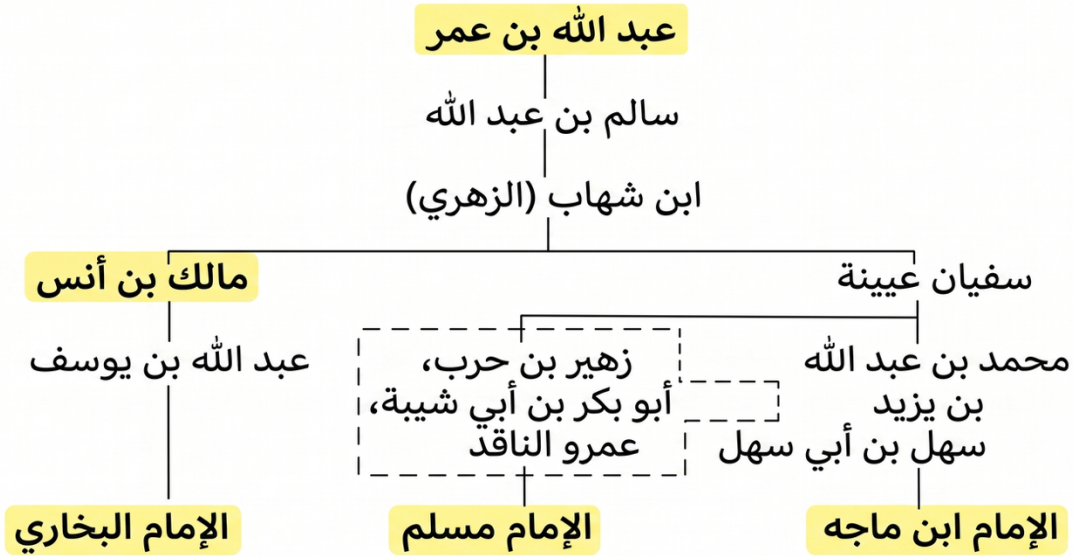 عبد الله بن عمر
سالم بن عبد الله
ابن شهاب (الزهري)
مالك بن أنس
سفيان عيينة
عبد الله بن يوسف
زهير بن حرب،
أبو بكر بن أبي شيبة،
عمرو الناقد
محمد بن عبد الله
بن يزيد
سهل بن أبي سهل
الإمام البخاري
الإمام مسلم
الإمام ابن ماجه